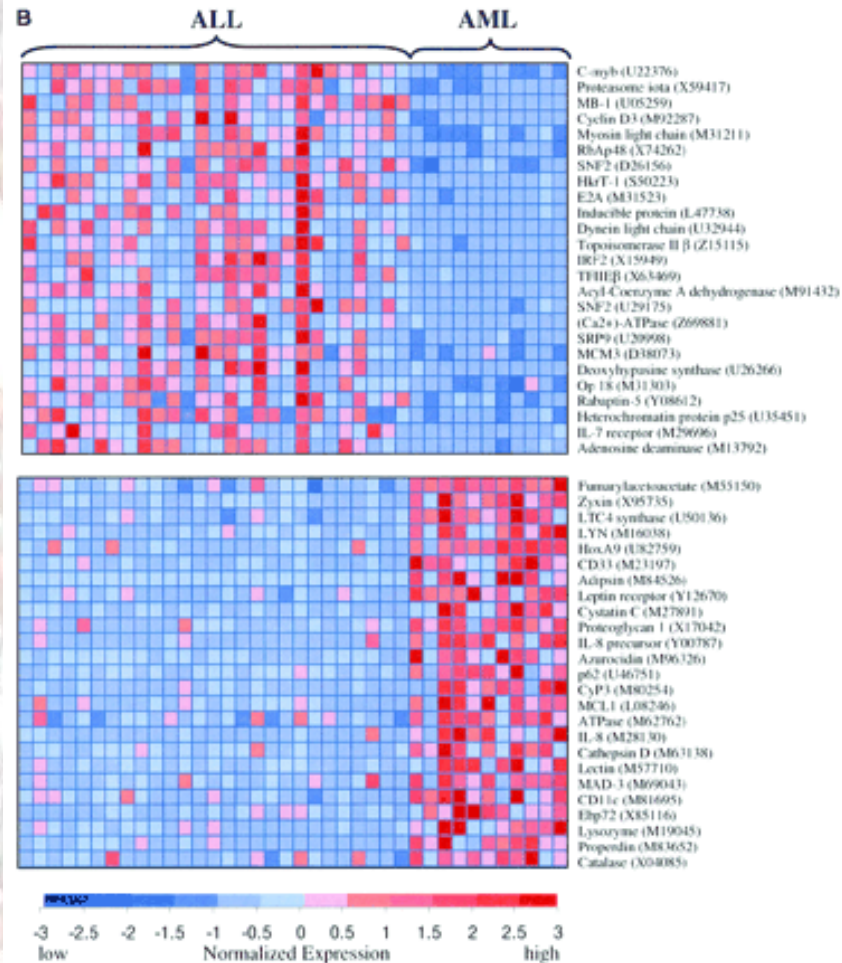 B
ALL AML
C-myb (U22376)
Proteasome iota (X59417)
MB-1 (U05259)
Cyclin D3 (M92287)
Myosin light chain (M31211)
RbAp48 (X74262)
SNF2 (D26156)
HkrT-1 (S50223)
E2A (M31523)
Inducible protein (L47738)
Dynein light chain (U32944)
Topoisomerase II β (Z15115)
IRF2 (X15949)
TFIIEβ (X63469)
Acyl-Coenzyme A dehydrogenase (M91432)
SNF2 (U29175)
(Ca2+)-ATPase (Z69881)
SRP9 (U20998)
MCM3 (D38073)
Deoxyhypusine synthase (U26266)
Op 18 (M31303)
Rabaptin-5 (Y08612)
Heterochromatin protein p25 (U35451)
IL-7 receptor (M29696)
Adenosine deaminase (M13792)
Fumarylacetoacetate (M55150)
Zyxin (X95735)
LTC4 synthase (U50136)
LYN (M16038)
HoxA9 (U82759)
CD33 (M23197)
Adipsin (M84526)
Leptin receptor (Y12670)
Cystatin C (M27891)
Proteoglycan 1 (X17042)
IL-8 precursor (Y00787)
Azurocidin (M96326)
p62 (U46751)
CyP3 (M80254)
MCL1 (L08246)
ATPase (M62762)
IL-8 (M28130)
Cathepsin D (M63138)
Lectin (M57710)
MAD-3 (M69043)
CD11c (M81695)
Ebp72 (X85116)
Lysozyme (M19045)
Properdin (M83652)
Catalase (X04085)
-3 -2.5 -2 -1.5 -1 -0.5 0 0.5 1 1.5 2 2.5 3
low Normalized Expression high